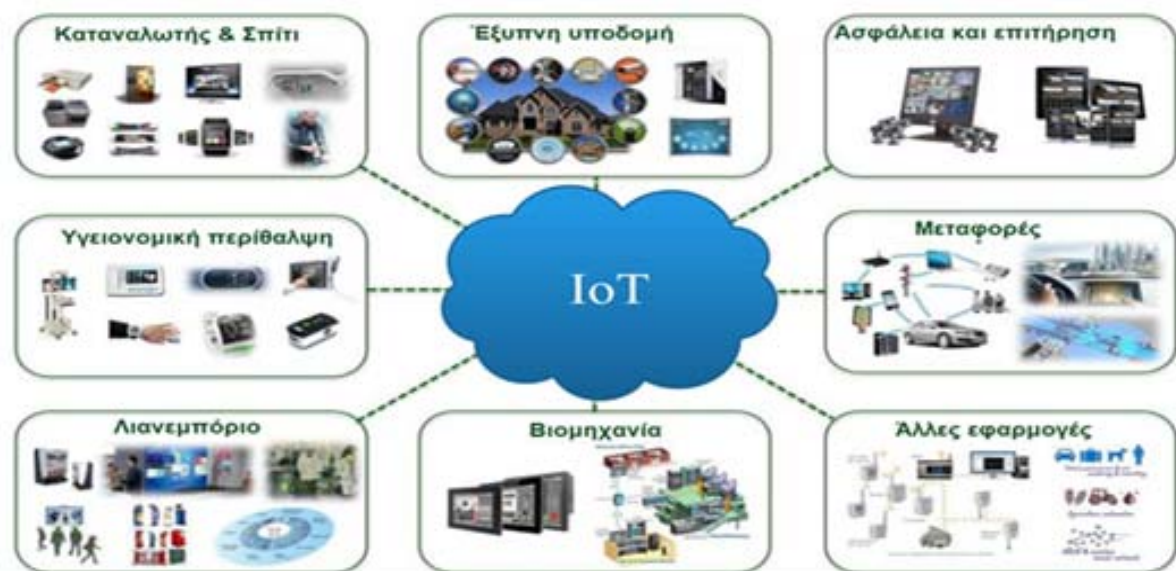 Καταναλωτής & Σπίτι
Έξυπνη υποδομή
Ασφάλεια και επιτήρηση
Υγειονομική περίθαλψη
IoT
Μεταφορές
Λιανεμπόριο
Βιομηχανία
Άλλες εφαρμογές